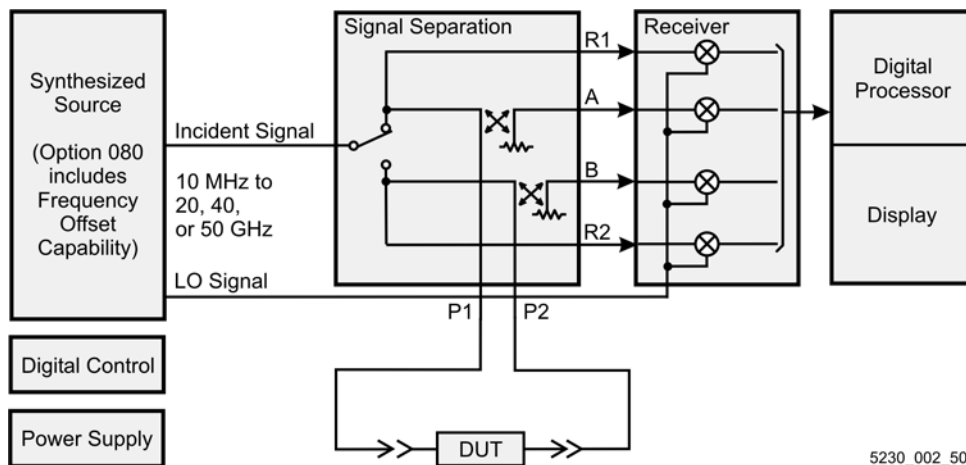 Synthesized
Source
(Option 080
includes
Frequency
Offset
Capability)
Incident Signal
10 MHz to
20, 40,
or 50 GHz
LO Signal
Signal Separation
R1
A
B
R2
P1
P2
Receiver
Digital
Processor
Display
Digital Control
Power Supply
DUT
5230_002_50